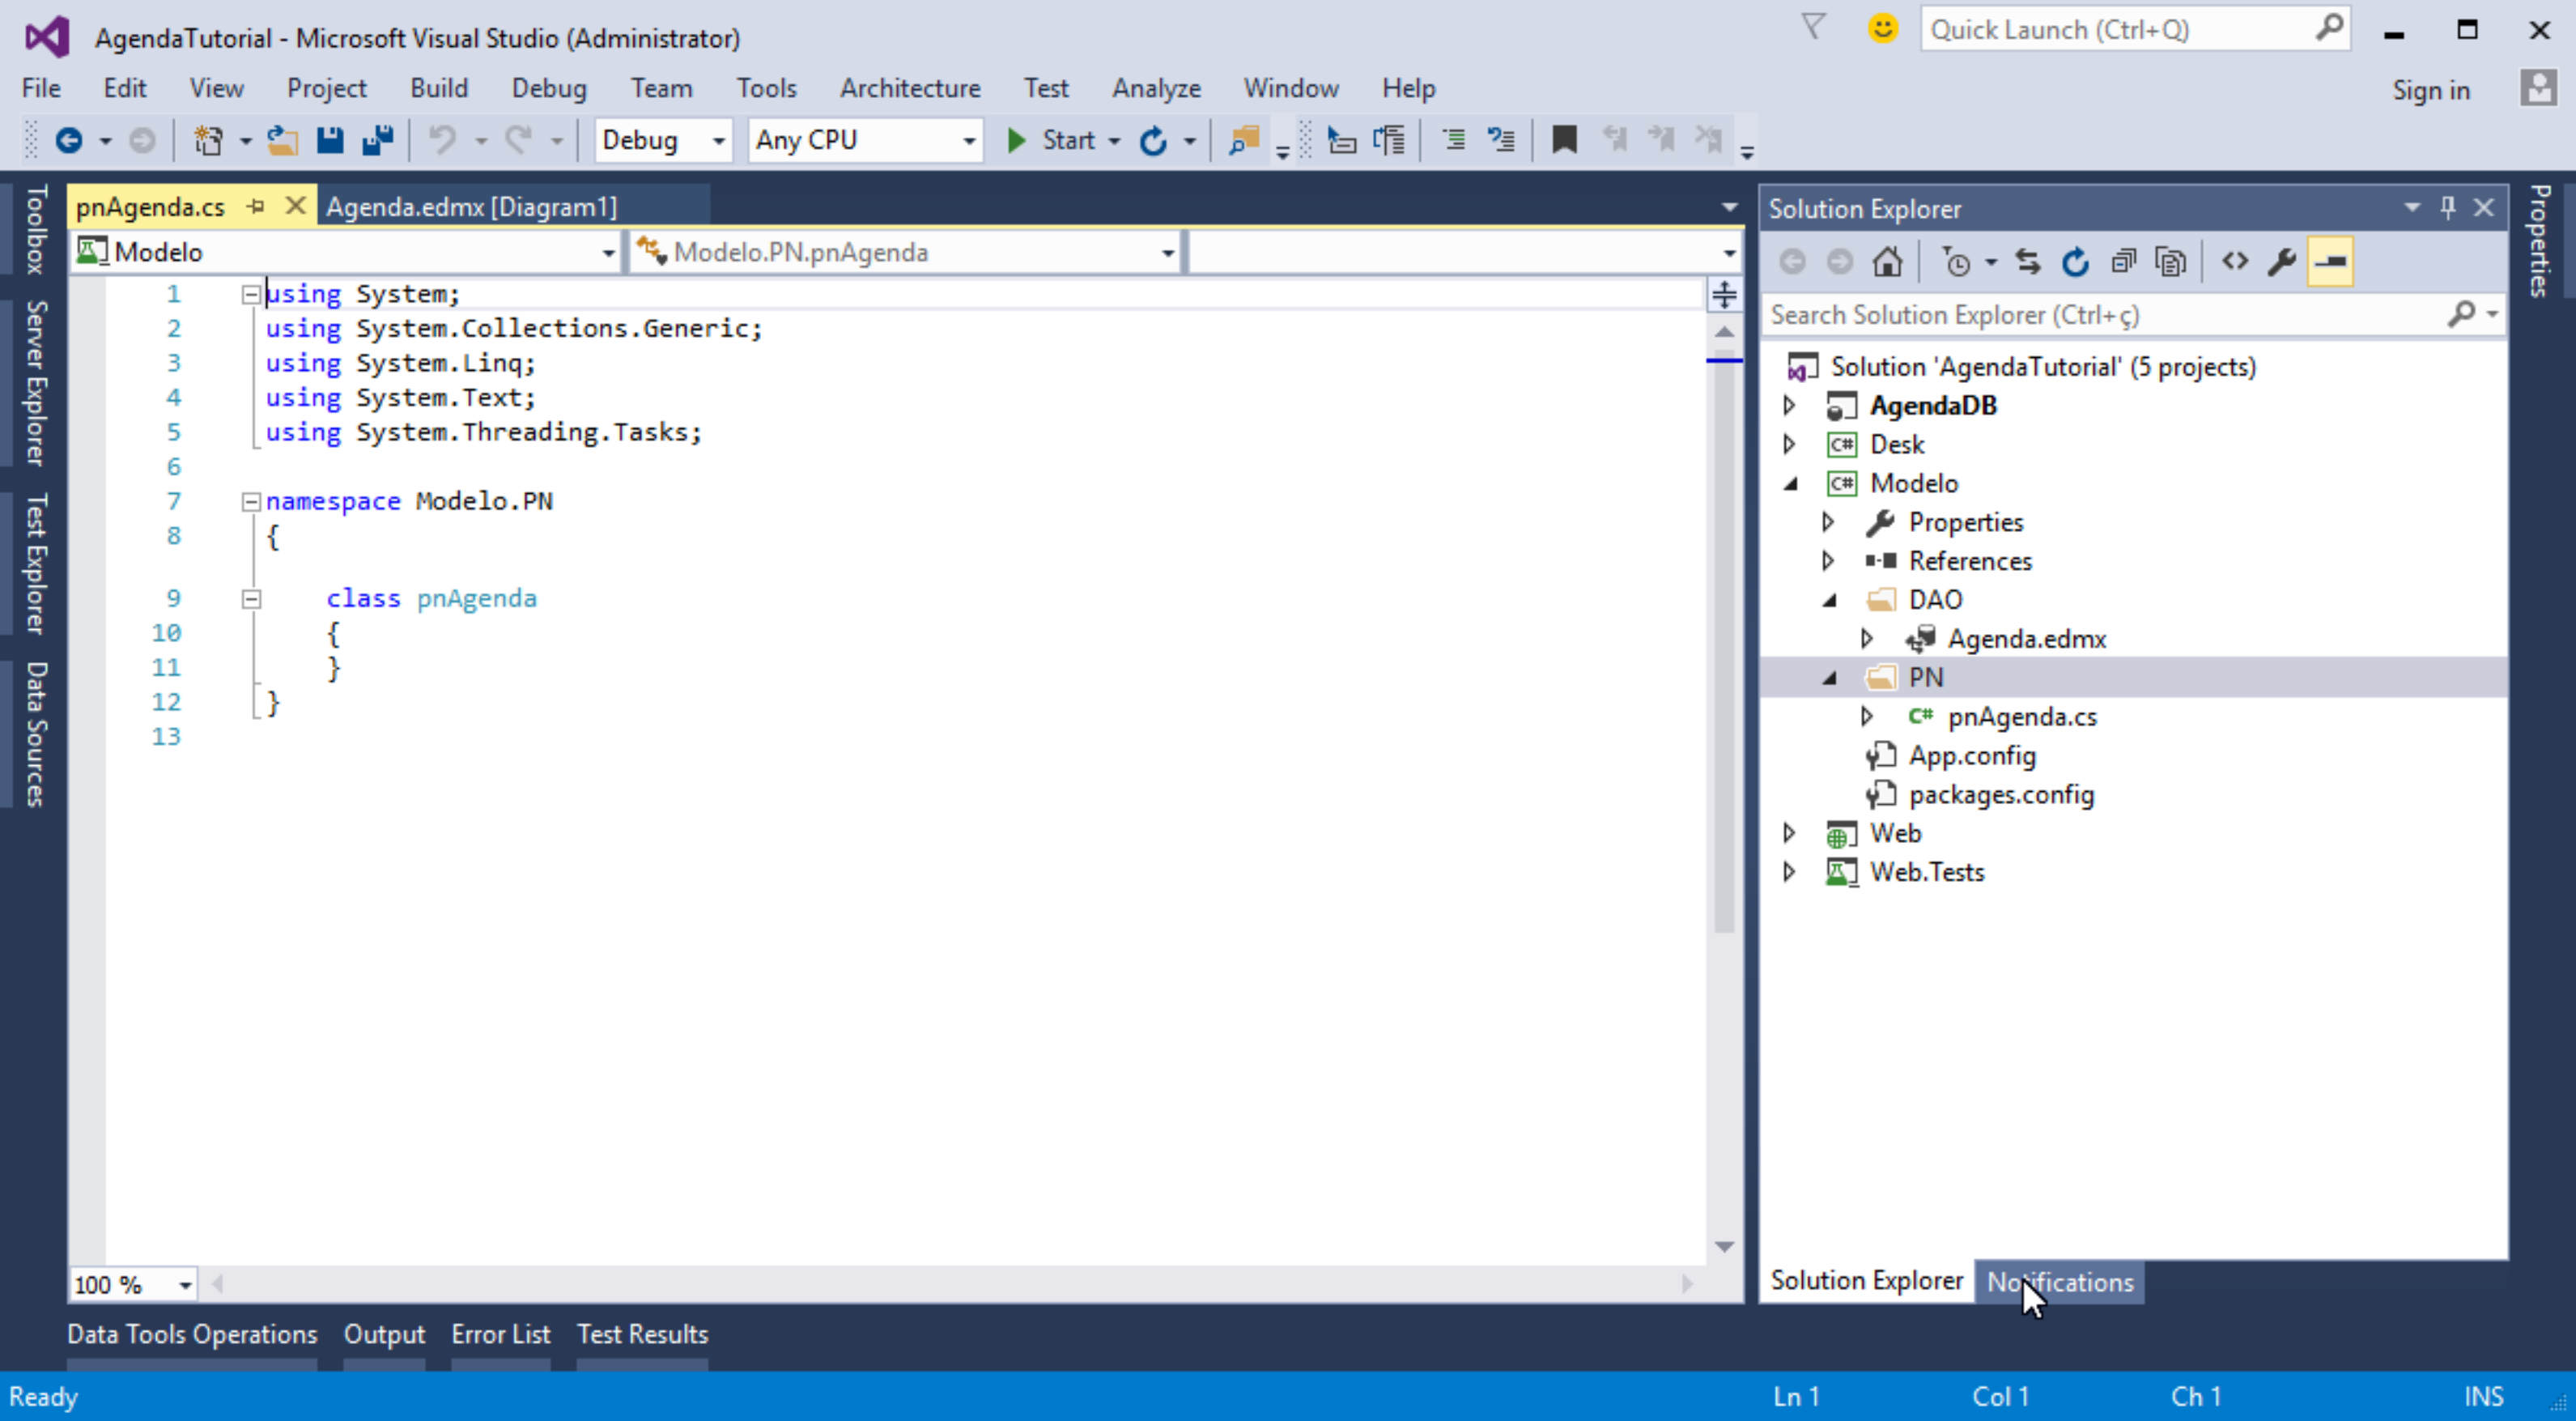 AgendaTutorial - Microsoft Visual Studio (Administrator)
Quick Launch (Ctrl+Q)
File Edit View Project Build Debug Team Tools Architecture Test Analyze Window Help
Sign in
Debug
Any CPU
Start
Toolbox
Server Explorer
Test Explorer
Data Sources
pnAgenda.cs
Agenda.edmx [Diagram1]
Modelo
Modelo.PN.pnAgenda
1 using System;
2 using System.Collections.Generic;
3 using System.Linq;
4 using System.Text;
5 using System.Threading.Tasks;
6
7 namespace Modelo.PN
8 {
9 class pnAgenda
10 {
11 }
12 }
13
100 %
Solution Explorer
Search Solution Explorer (Ctrl+ç)
Solution 'AgendaTutorial' (5 projects)
AgendaDB
C# Desk
C# Modelo
Properties
References
DAO
Agenda.edmx
PN
C# pnAgenda.cs
App.config
packages.config
Web
Web.Tests
Solution Explorer
Notifications
Properties
Data Tools Operations Output Error List Test Results
Ready
Ln 1
Col 1
Ch 1
INS